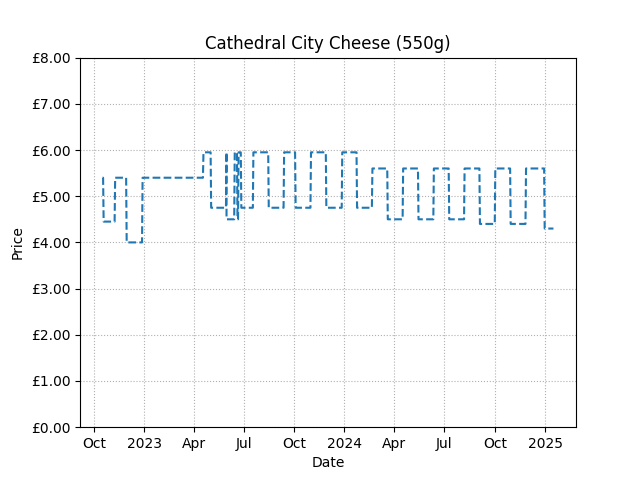 Cathedral City Cheese (550g)
£8.00
£7.00
£6.00
£5.00
£4.00
£3.00
£2.00
£1.00
£0.00
Price
Oct 2023 Apr Jul Oct 2024 Apr Jul Oct 2025
Date